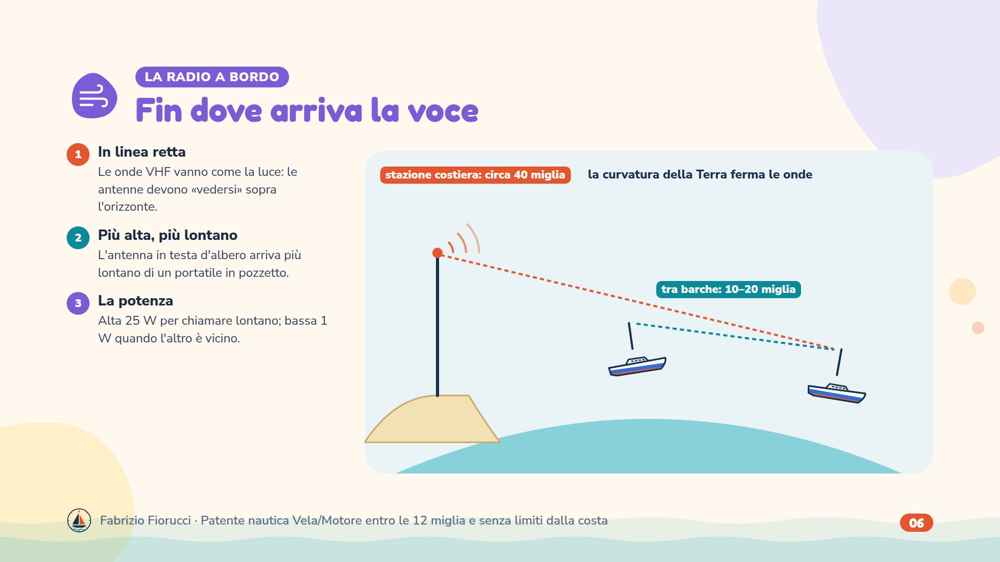 LA RADIO A BORDO
Fin dove arriva la voce
1
In linea retta
Le onde VHF vanno come la luce: le
antenne devono «vedersi» sopra
l'orizzonte.
2
Più alta, più lontano
L'antenna in testa d'albero arriva più
lontano di un portatile in pozzetto.
3
La potenza
Alta 25 W per chiamare lontano; bassa 1
W quando l'altro è vicino.
stazione costiera: circa 40 miglia
la curvatura della Terra ferma le onde
tra barche: 10–20 miglia
Fabrizio Fiorucci · Patente nautica Vela/Motore entro le 12 miglia e senza limiti dalla costa
06